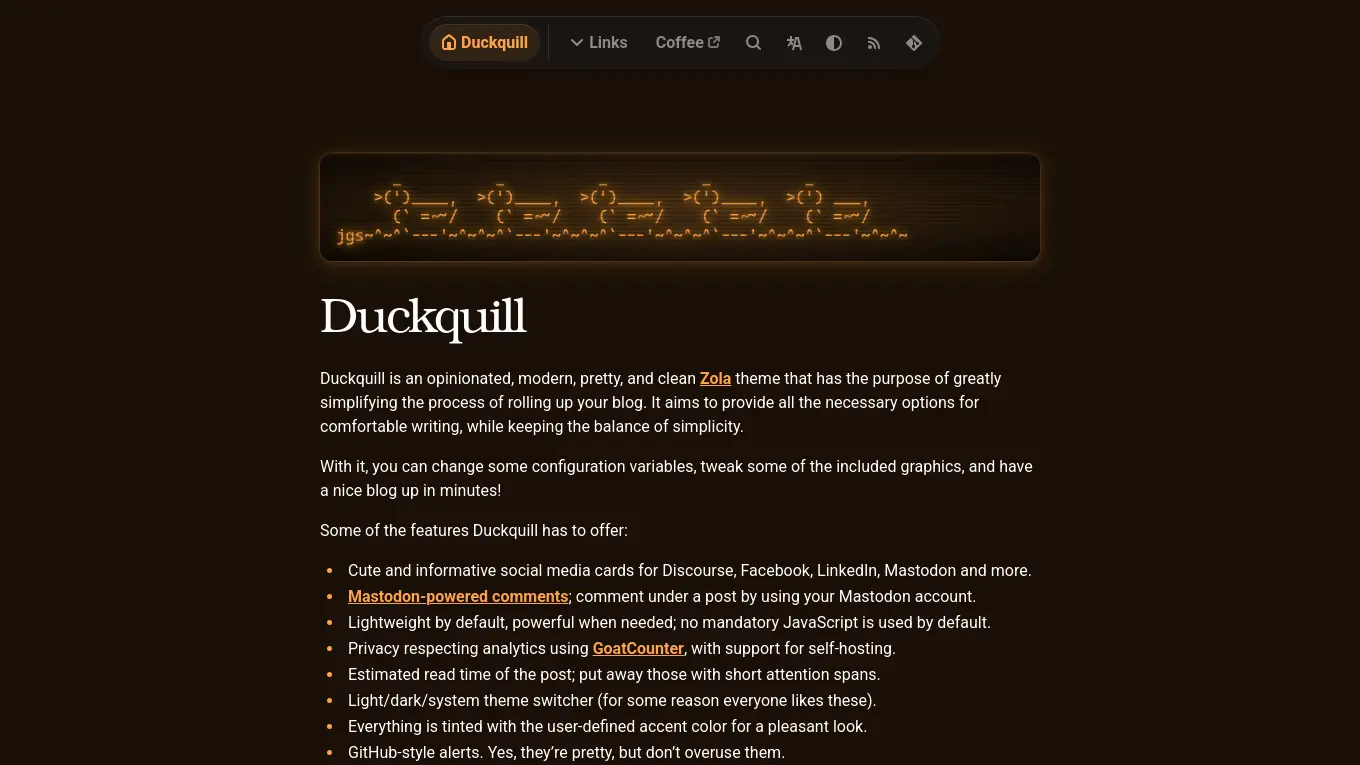 Duckquill Links Coffee
     _          _          _          _          _
    >(')____,  >(')____,  >(')____,  >(')____,  >(') ___,
      (` =~~/    (` =~~/    (` =~~/    (` =~~/    (` =~~/
jgs~^~^`---'~^~^~^`---'~^~^~^`---'~^~^~^`---'~^~^~^`---'~^~^~
Duckquill
Duckquill is an opinionated, modern, pretty, and clean Zola theme that has the purpose of greatly
simplifying the process of rolling up your blog. It aims to provide all the necessary options for
comfortable writing, while keeping the balance of simplicity.
With it, you can change some configuration variables, tweak some of the included graphics, and have
a nice blog up in minutes!
Some of the features Duckquill has to offer:
• Cute and informative social media cards for Discourse, Facebook, LinkedIn, Mastodon and more.
• Mastodon-powered comments; comment under a post by using your Mastodon account.
• Lightweight by default, powerful when needed; no mandatory JavaScript is used by default.
• Privacy respecting analytics using GoatCounter, with support for self-hosting.
• Estimated read time of the post; put away those with short attention spans.
• Light/dark/system theme switcher (for some reason everyone likes these).
• Everything is tinted with the user-defined accent color for a pleasant look.
• GitHub-style alerts. Yes, they’re pretty, but don’t overuse them.